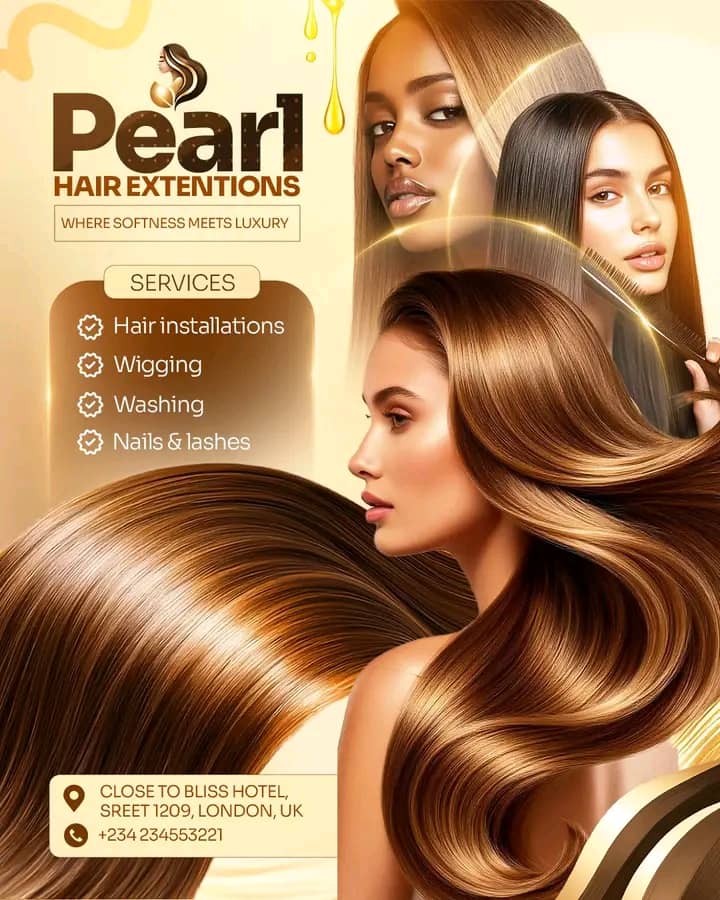 Pearl
HAIR EXTENTIONS
WHERE SOFTNESS MEETS LUXURY
SERVICES
Hair installations
Wigging
Washing
Nails & lashes
CLOSE TO BLISS HOTEL,
SREET 1209, LONDON, UK
+234 234553221